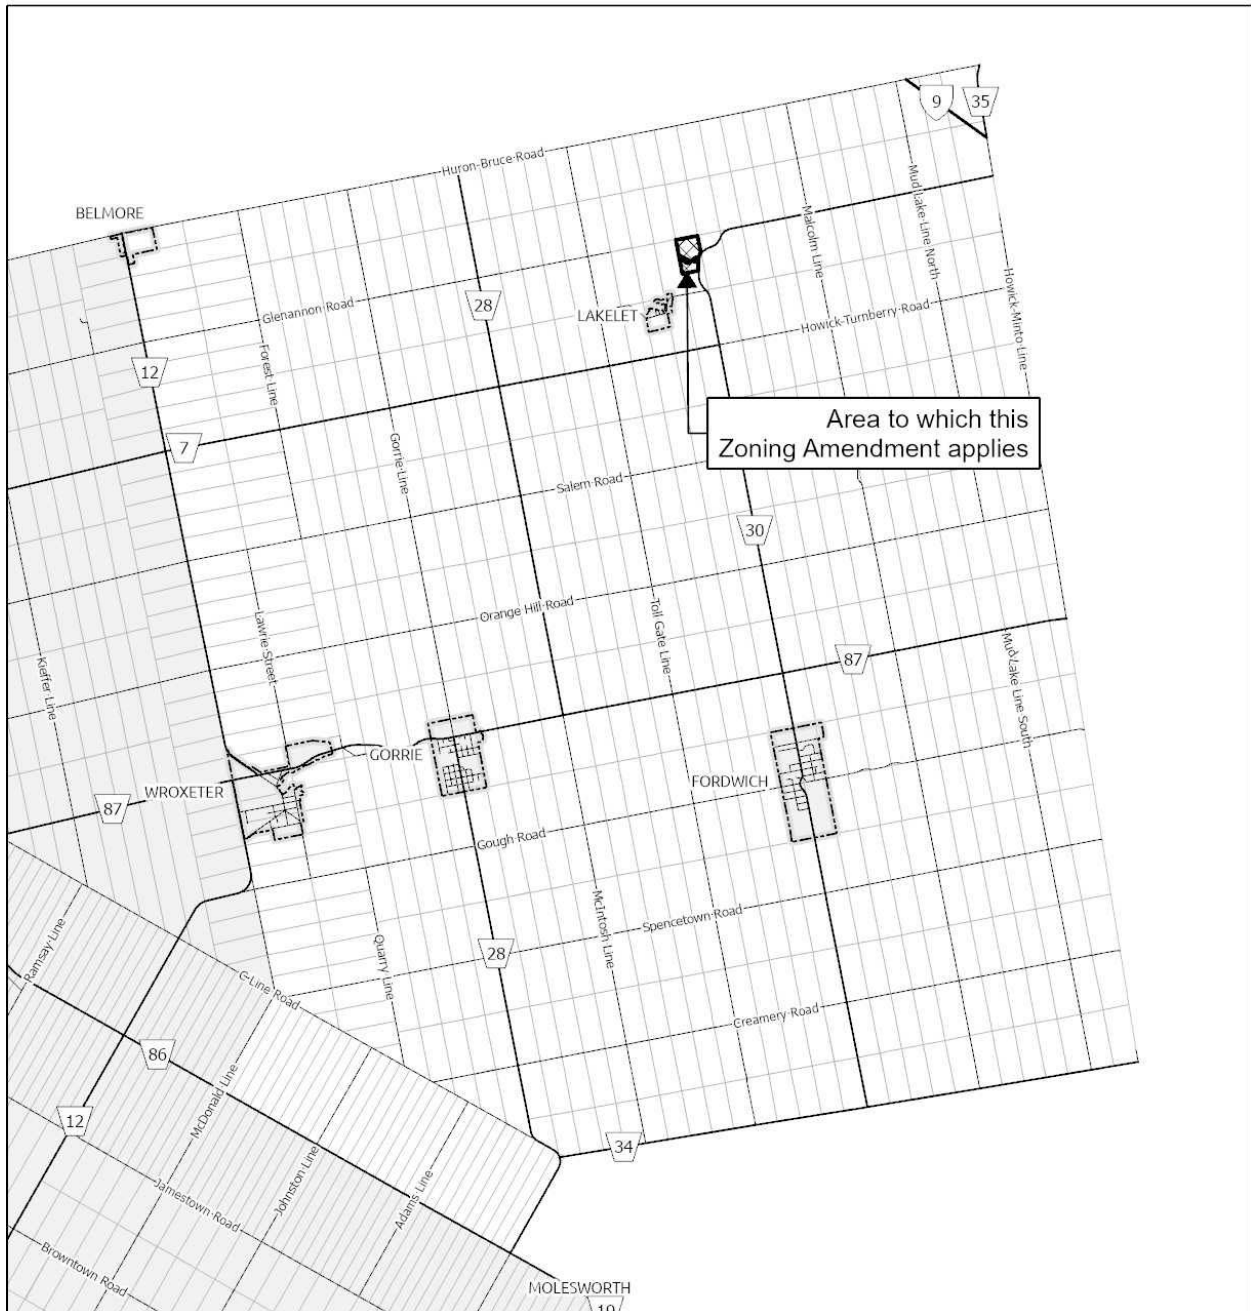 9
35
Huron-Bruce Road
Mud Lake Line North
BELMORE
Malcolm Line
Howick-Minto Line
28
Glenannon Road
LAKELET
Howick-Turnberry Road
12
Forest Line
Area to which this
Zoning Amendment applies
7
Gorrie Line
Salem Road
30
Orange Hill Road
Lawrie Street
Toll Gate Line
Kieffer Line
87
Mud Lake Line South
GORRIE
WROXETER
FORDWICH
87
Gough Road
McIntosh Line
Spencetown Road
Ramsay Line
Quarry Line
28
C-Line Road
Creamery Road
86
McDonald Line
12
34
Johnston Line
Adams Line
Jamestown Road
Browntown Road
MOLESWORTH
19